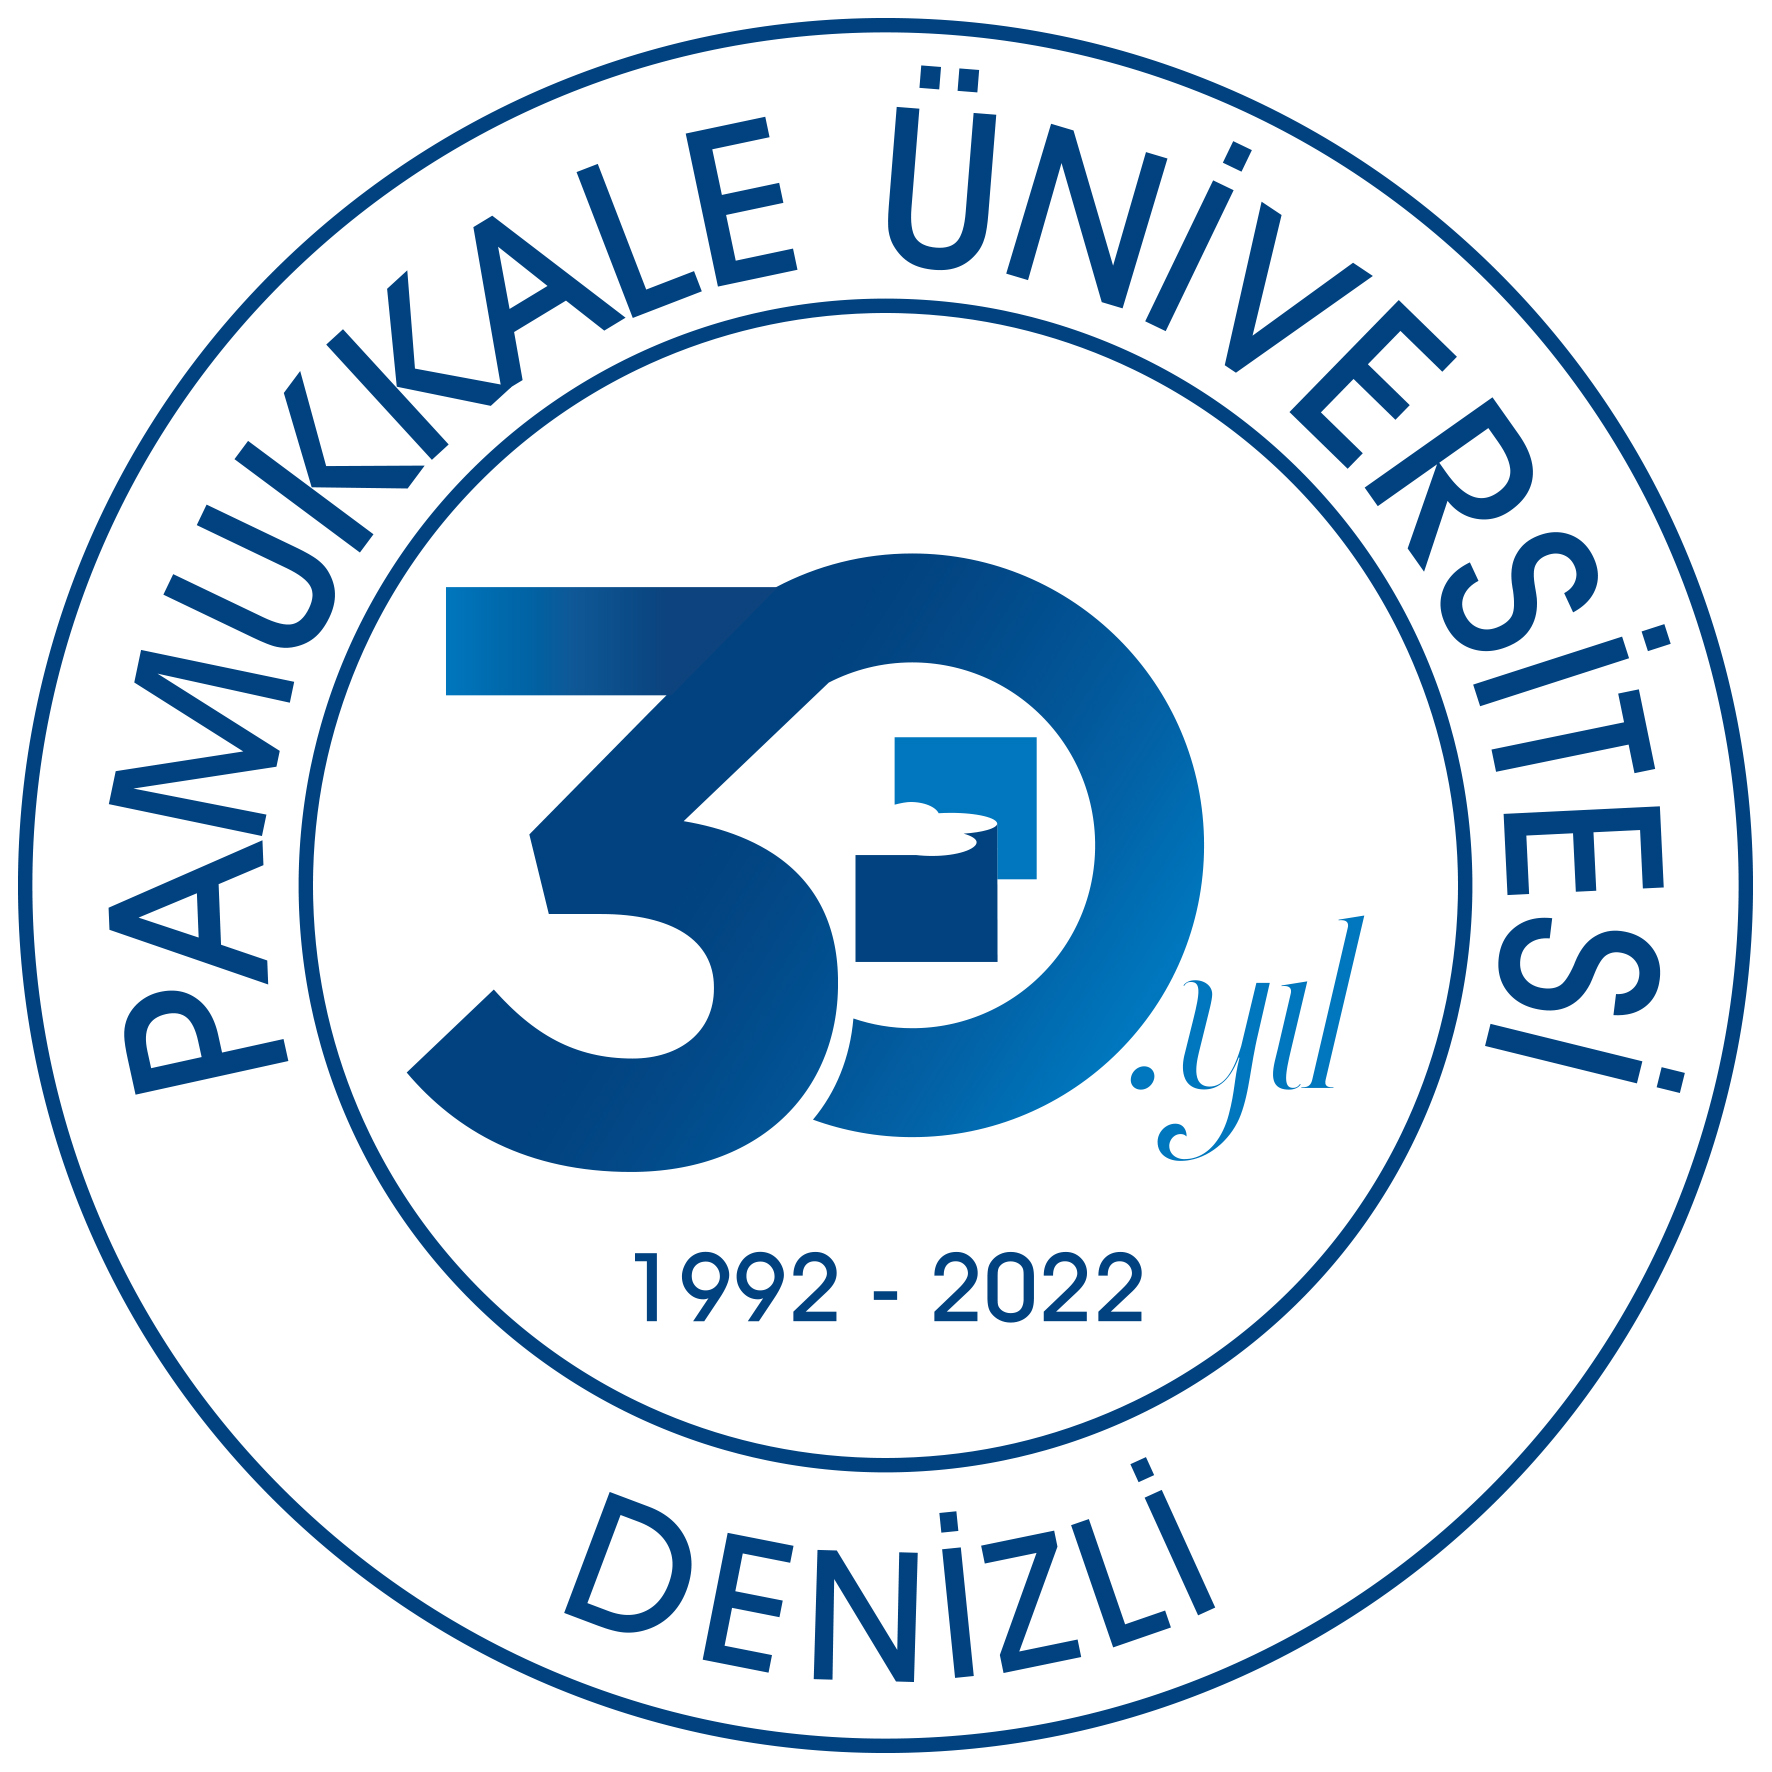 PAMUKKALE ÜNİVERSİTESİ
30.yıl
1992 - 2022
DENİZLİ